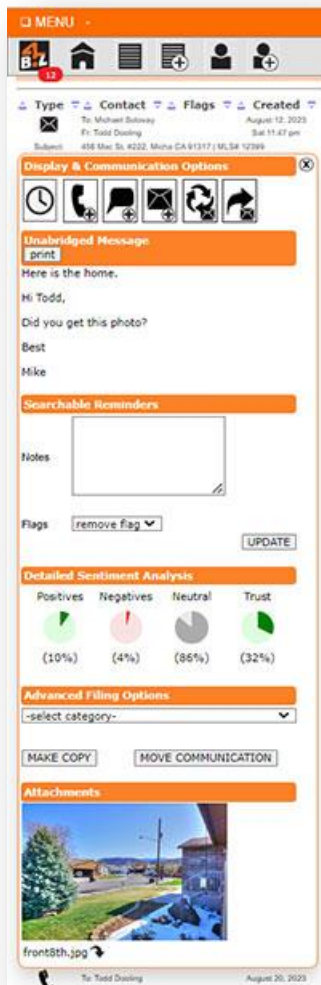 MENU -
4
BIZ
12
Type Contact Flags Created
To: Michael Soloway August 12, 2023
Fr: Todd Dooling Sat 11:47 pm
Subject: 456 Mac St, #222, Micha CA 91317 | MLS# 12399
Display & Communication Options
Unabridged Message
print
Here is the home.
Hi Todd,
Did you get this photo?
Best
Mike
Searchable Reminders
Notes
Flags remove flag
UPDATE
Detailed Sentiment Analysis
Positives Negatives Neutral Trust
(10%) (4%) (86%) (32%)
Advanced Filing Options
-select category-
MAKE COPY MOVE COMMUNICATION
Attachments
front8th.jpg
To: Todd Dooling August 20, 2023